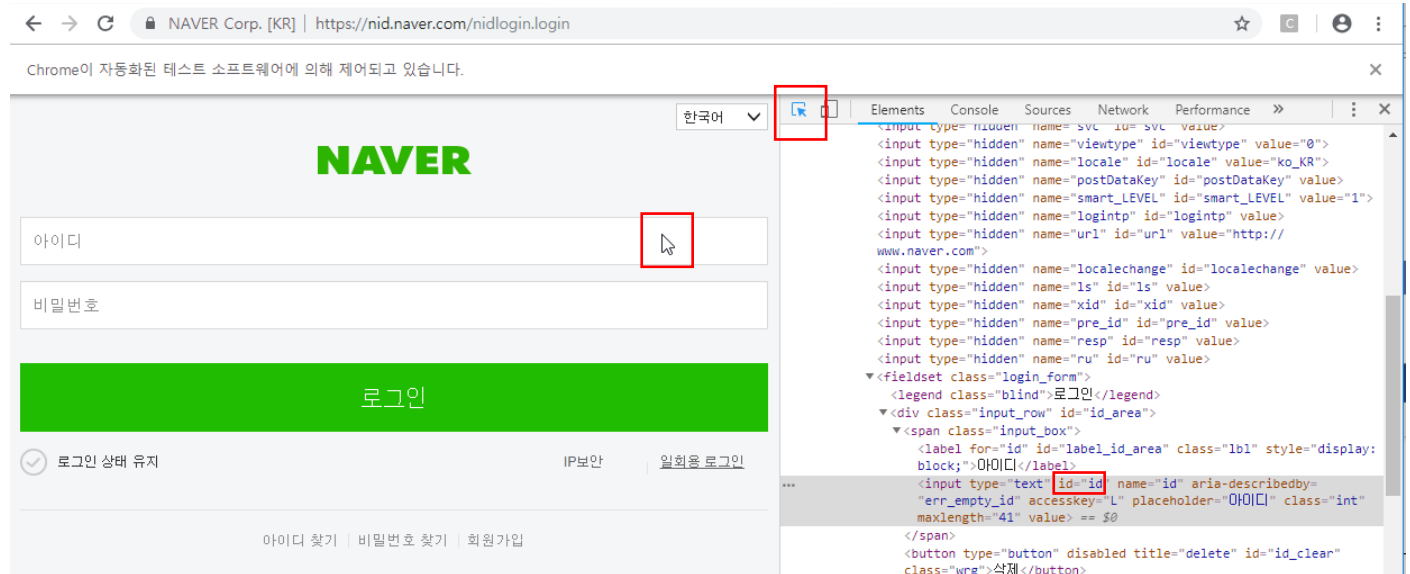 NAVER Corp. [KR] | https://nid.naver.com/nidlogin.login
Chrome이 자동화된 테스트 소프트웨어에 의해 제어되고 있습니다.
한국어
NAVER
아이디
비밀번호
로그인
로그인 상태 유지
IP보안
일회용 로그인
아이디 찾기 | 비밀번호 찾기 | 회원가입
Elements Console Sources Network Performance »
<input type="hidden" name="svc" id="svc" value>
<input type="hidden" name="viewtype" id="viewtype" value="0">
<input type="hidden" name="locale" id="locale" value="ko_KR">
<input type="hidden" name="postDataKey" id="postDataKey" value>
<input type="hidden" name="smart_LEVEL" id="smart_LEVEL" value="1">
<input type="hidden" name="logintp" id="logintp" value>
<input type="hidden" name="url" id="url" value="http://
www.naver.com">
<input type="hidden" name="localechange" id="localechange" value>
<input type="hidden" name="ls" id="ls" value>
<input type="hidden" name="xid" id="xid" value>
<input type="hidden" name="pre_id" id="pre_id" value>
<input type="hidden" name="resp" id="resp" value>
<input type="hidden" name="ru" id="ru" value>
▼<fieldset class="login_form">
<legend class="blind">로그인</legend>
▼<div class="input_row" id="id_area">
▼<span class="input_box">
<label for="id" id="label_id_area" class="lbl" style="display:
block;">아이디</label>
... <input type="text" id="id" name="id" aria-describedby=
"err_empty_id" accesskey="L" placeholder="아이디" class="int"
maxlength="41" value> == $0
</span>
<button type="button" disabled title="delete" id="id_clear"
class="wrg">삭제</button>